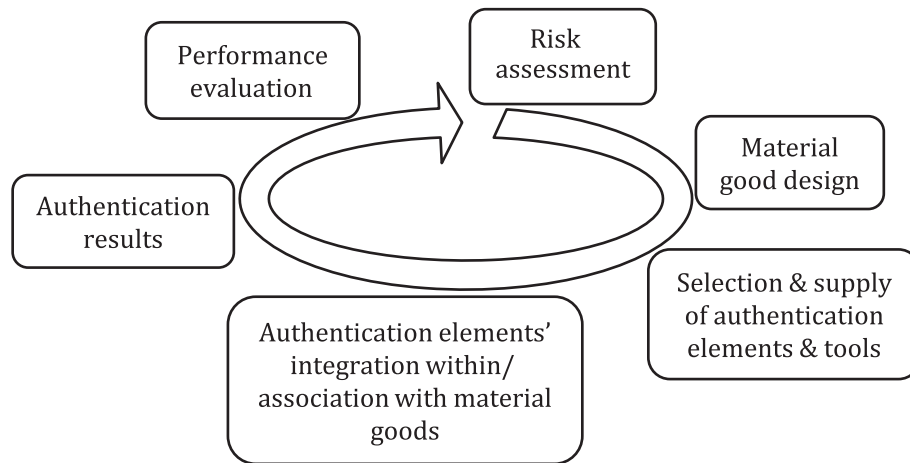 Performance
evaluation
Risk
assessment
Material
good design
Authentication
results
Selection & supply
of authentication
elements & tools
Authentication elements’
integration within/
association with material
goods